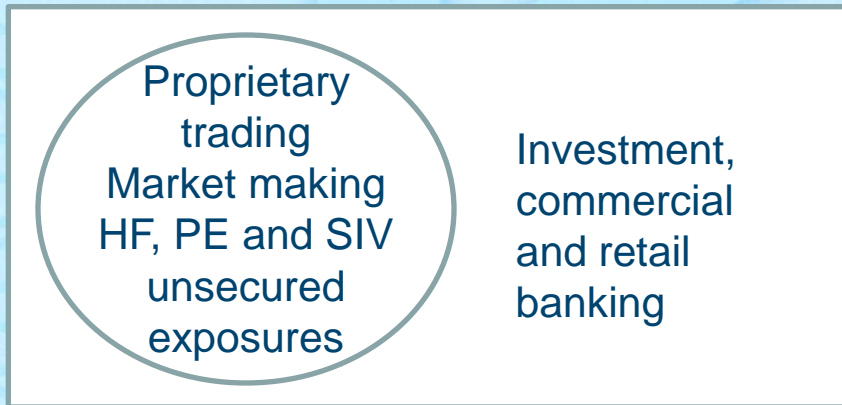 Proprietary
trading
Market making
HF, PE and SIV
unsecured
exposures
Investment,
commercial
and retail
banking